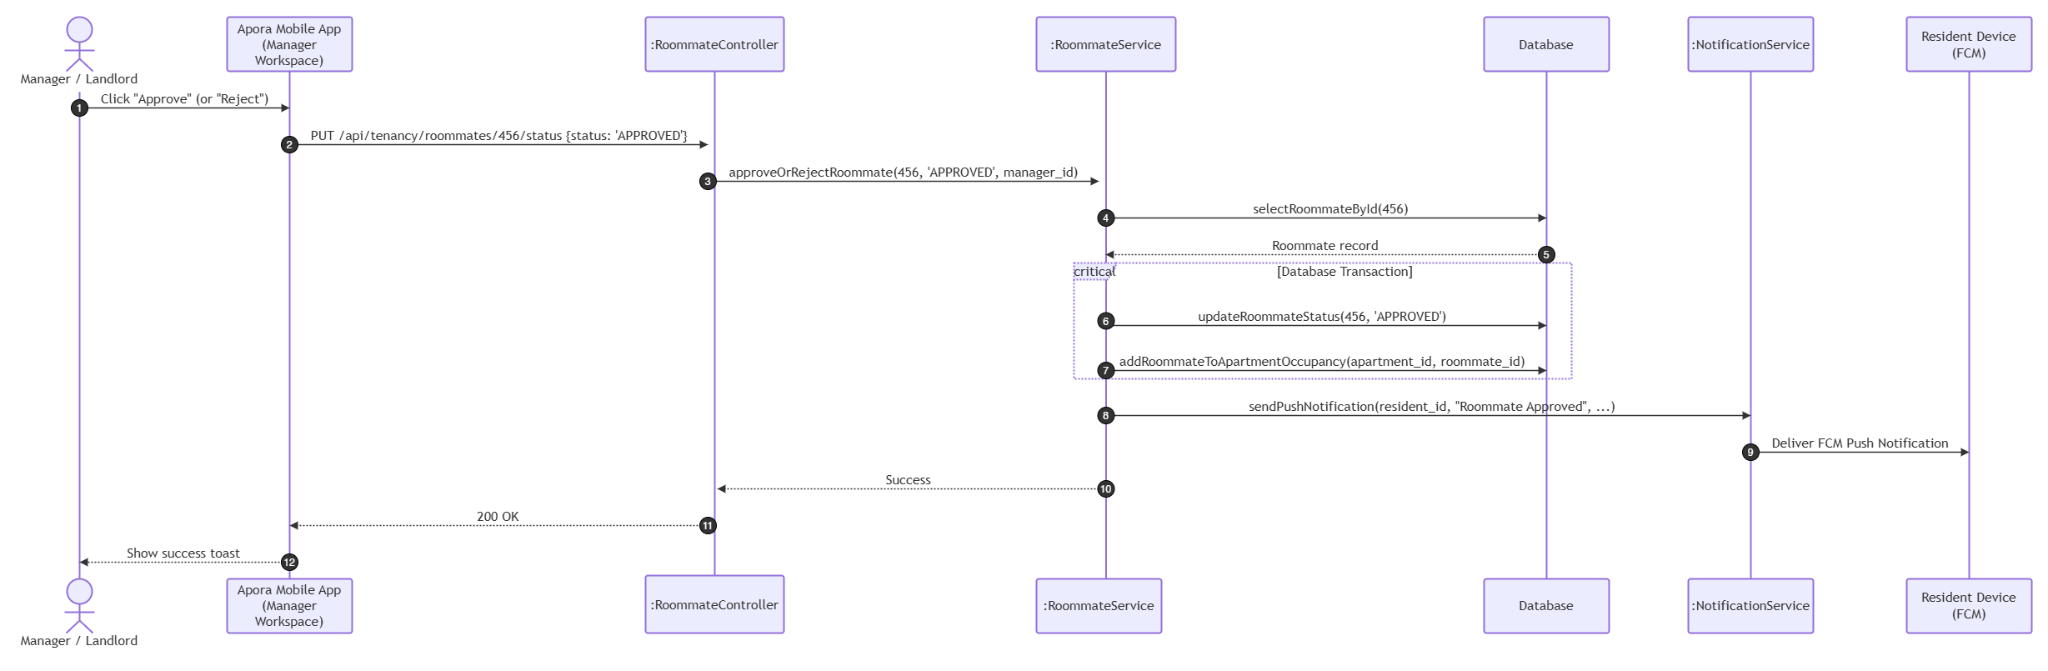 Manager / Landlord
Apora Mobile App
(Manager
Workspace)
:RoommateController
:RoommateService
Database
:NotificationService
Resident Device
(FCM)
1
Click "Approve" (or "Reject")
2
PUT /api/tenancy/roommates/456/status {status: 'APPROVED'}
3
approveOrRejectRoommate(456, 'APPROVED', manager_id)
4
selectRoommateById(456)
Roommate record
5
critical
[Database Transaction]
6
updateRoommateStatus(456, 'APPROVED')
7
addRoommateToApartmentOccupancy(apartment_id, roommate_id)
8
sendPushNotification(resident_id, "Roommate Approved", ...)
9
Deliver FCM Push Notification
Success
10
200 OK
11
Show success toast
12
Manager / Landlord
Apora Mobile App
(Manager
Workspace)
:RoommateController
:RoommateService
Database
:NotificationService
Resident Device
(FCM)